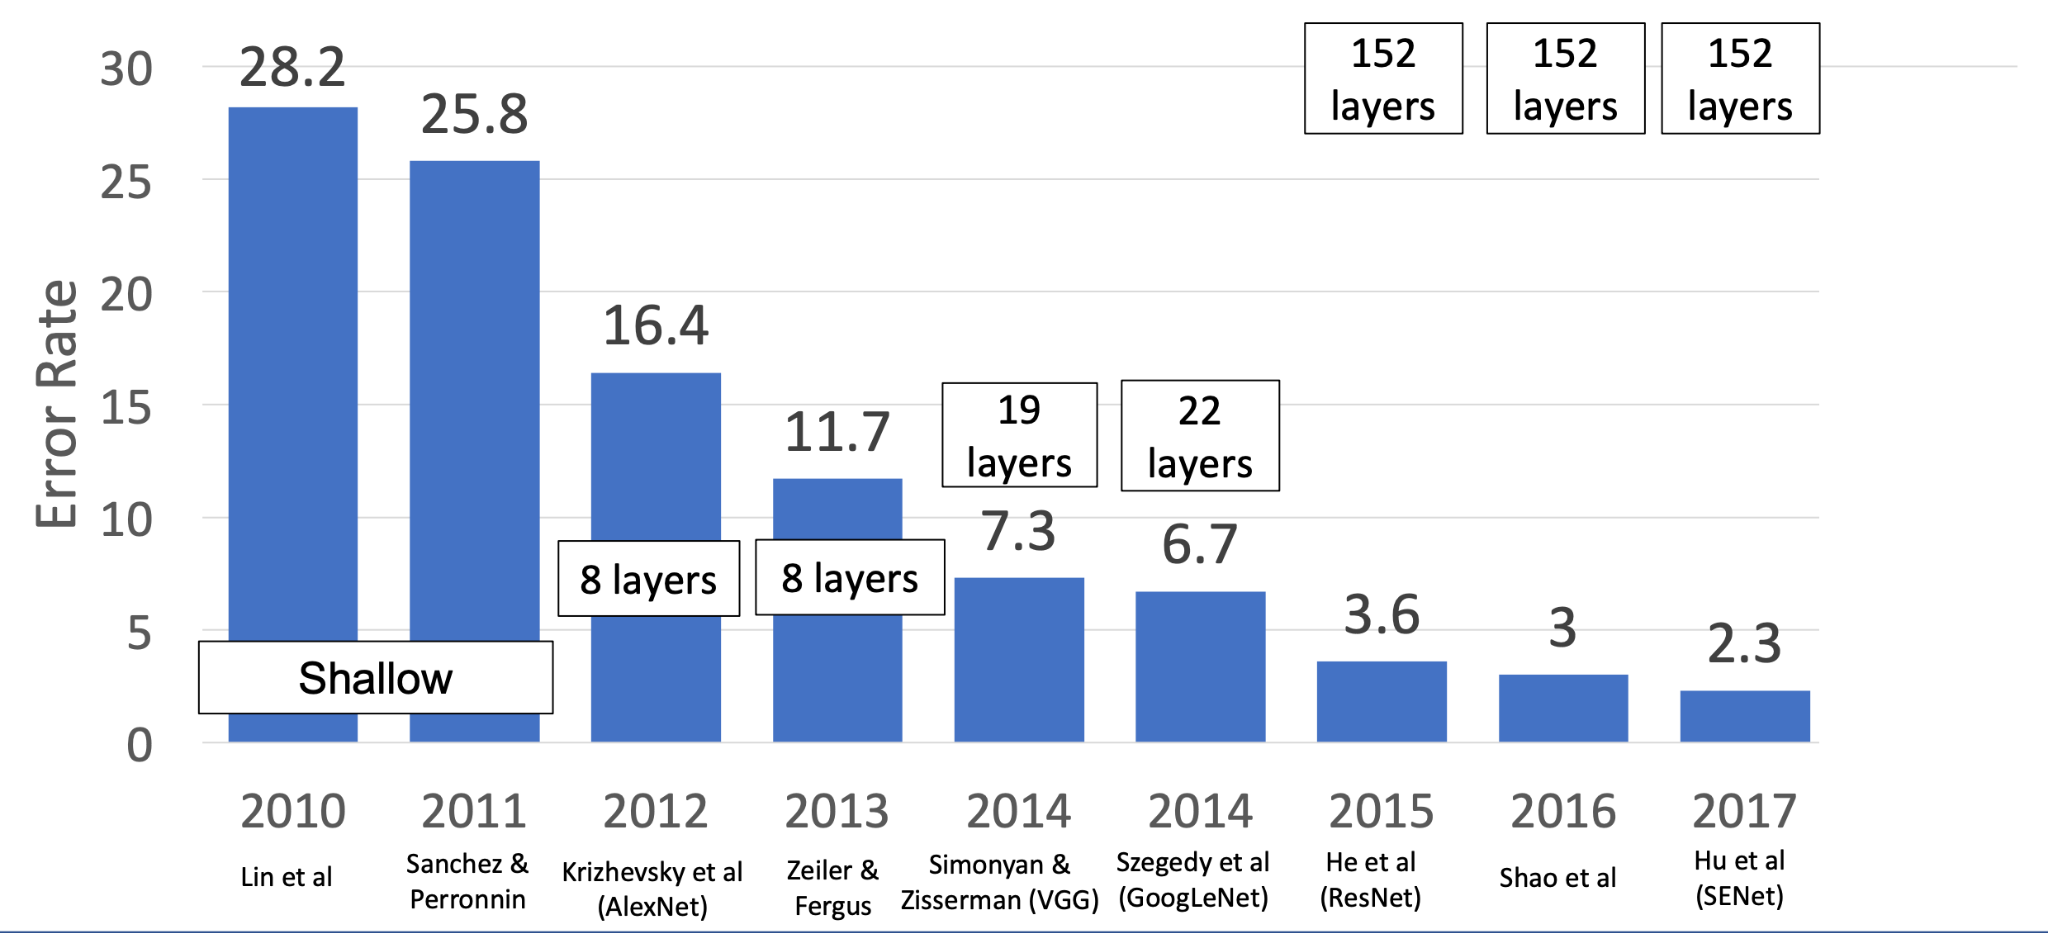 Error Rate
30
25
20
15
10
5
0
28.2
25.8
16.4
11.7
7.3
6.7
3.6
3
2.3
Shallow
8 layers
8 layers
19
layers
22
layers
152
layers
152
layers
152
layers
2010
Lin et al
2011
Sanchez &
Perronnin
2012
Krizhevsky et al
(AlexNet)
2013
Zeiler &
Fergus
2014
Simonyan &
Zisserman (VGG)
2014
Szegedy et al
(GoogLeNet)
2015
He et al
(ResNet)
2016
Shao et al
2017
Hu et al
(SENet)